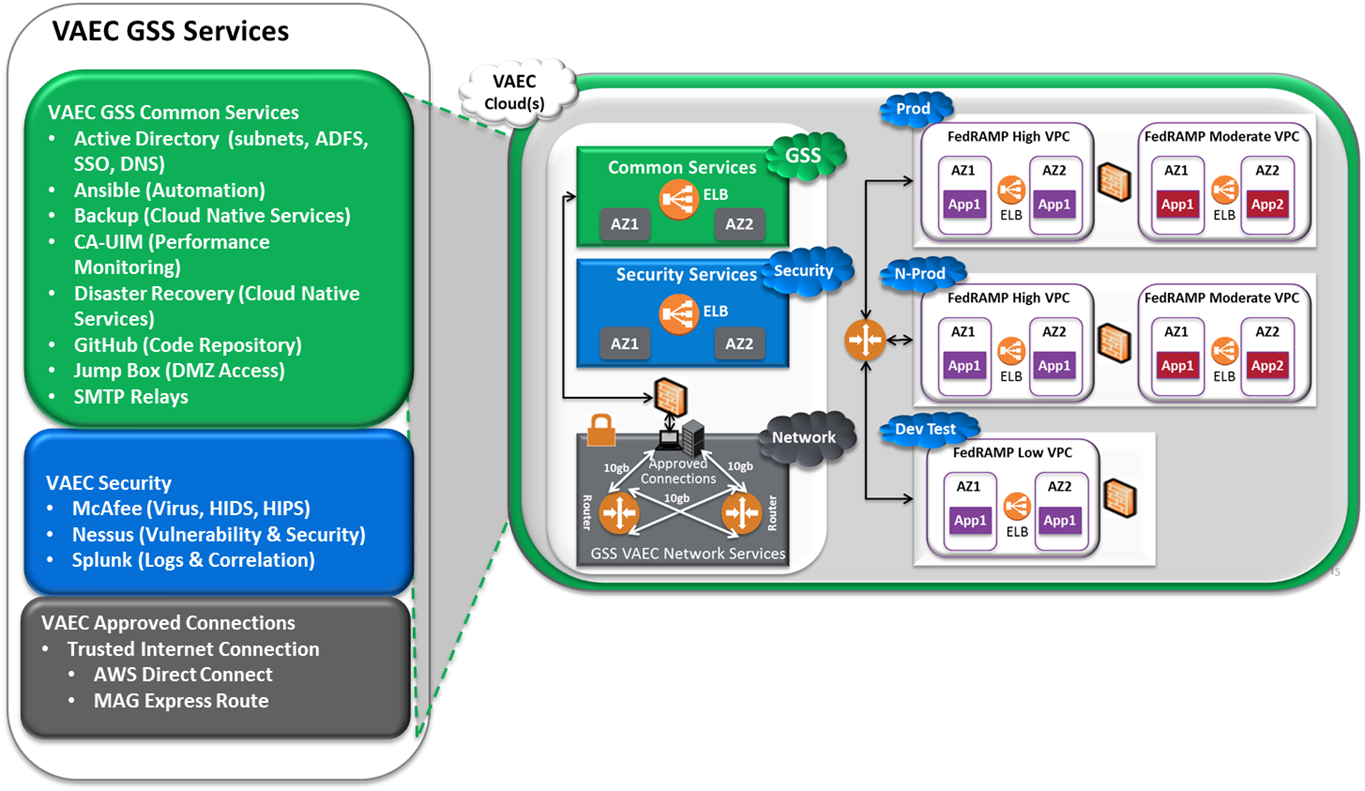 VAEC GSS Services
VAEC GSS Common Services
• Active Directory (subnets, ADFS,
SSO, DNS)
• Ansible (Automation)
• Backup (Cloud Native Services)
• CA-UIM (Performance
Monitoring)
• Disaster Recovery (Cloud Native
Services)
• GitHub (Code Repository)
• Jump Box (DMZ Access)
• SMTP Relays
VAEC Security
• McAfee (Virus, HIDS, HIPS)
• Nessus (Vulnerability & Security)
• Splunk (Logs & Correlation)
VAEC Approved Connections
• Trusted Internet Connection
• AWS Direct Connect
• MAG Express Route
VAEC
Cloud(s)
GSS
Common Services
ELB
AZ1
AZ2
Security
Security Services
ELB
AZ1
AZ2
Network
Approved
Connections
10gb
10gb
10gb
Router
Router
GSS VAEC Network Services
Prod
FedRAMP High VPC
AZ1
AZ2
App1
ELB
App1
FedRAMP Moderate VPC
AZ1
AZ2
App1
ELB
App2
N-Prod
FedRAMP High VPC
AZ1
AZ2
App1
ELB
App1
FedRAMP Moderate VPC
AZ1
AZ2
App1
ELB
App2
Dev Test
FedRAMP Low VPC
AZ1
AZ2
App1
ELB
App1